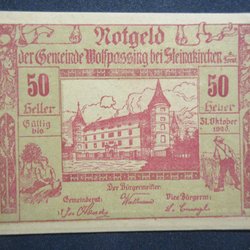 Notgeld
der Gemeinde Wolfpassing bei Steinakirchen
50 50
Heller Heller
Gültig bis 31. Oktober 1920.
Der Bürgermeister:
Gemeinderat: Vice Bürgerm: